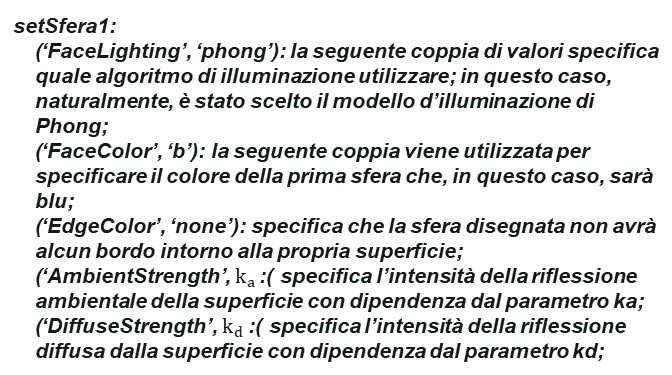 setSfera1:
(‘FaceLighting’, ‘phong’): la seguente coppia di valori specifica
quale algoritmo di illuminazione utilizzare; in questo caso,
naturalmente, è stato scelto il modello d’illuminazione di
Phong;
(‘FaceColor’, ‘b’): la seguente coppia viene utilizzata per
specificare il colore della prima sfera che, in questo caso, sarà
blu;
(‘EdgeColor’, ‘none’): specifica che la sfera disegnata non avrà
alcun bordo intorno alla propria superficie;
(‘AmbientStrength’, kₐ :( specifica l’intensità della riflessione
ambientale della superficie con dipendenza dal parametro ka;
(‘DiffuseStrength’, k_d :( specifica l’intensità della riflessione
diffusa dalla superficie con dipendenza dal parametro kd;